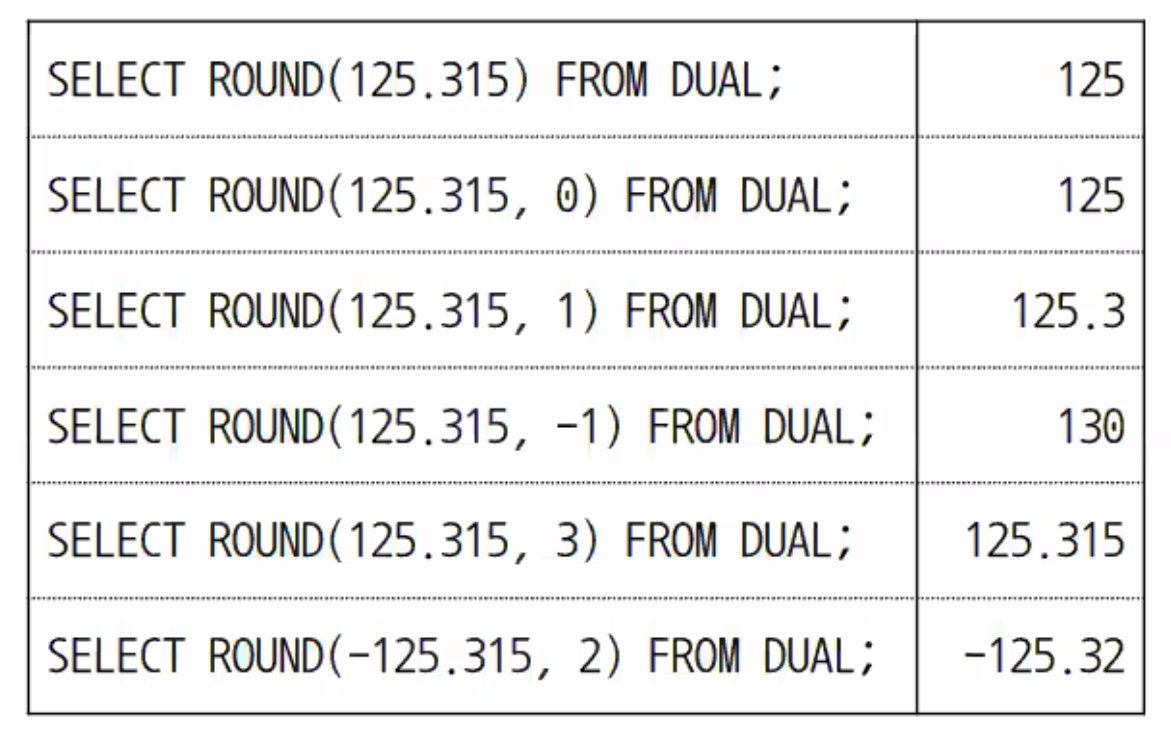 SELECT ROUND(125.315) FROM DUAL; 125
SELECT ROUND(125.315, 0) FROM DUAL; 125
SELECT ROUND(125.315, 1) FROM DUAL; 125.3
SELECT ROUND(125.315, -1) FROM DUAL; 130
SELECT ROUND(125.315, 3) FROM DUAL; 125.315
SELECT ROUND(-125.315, 2) FROM DUAL; -125.32